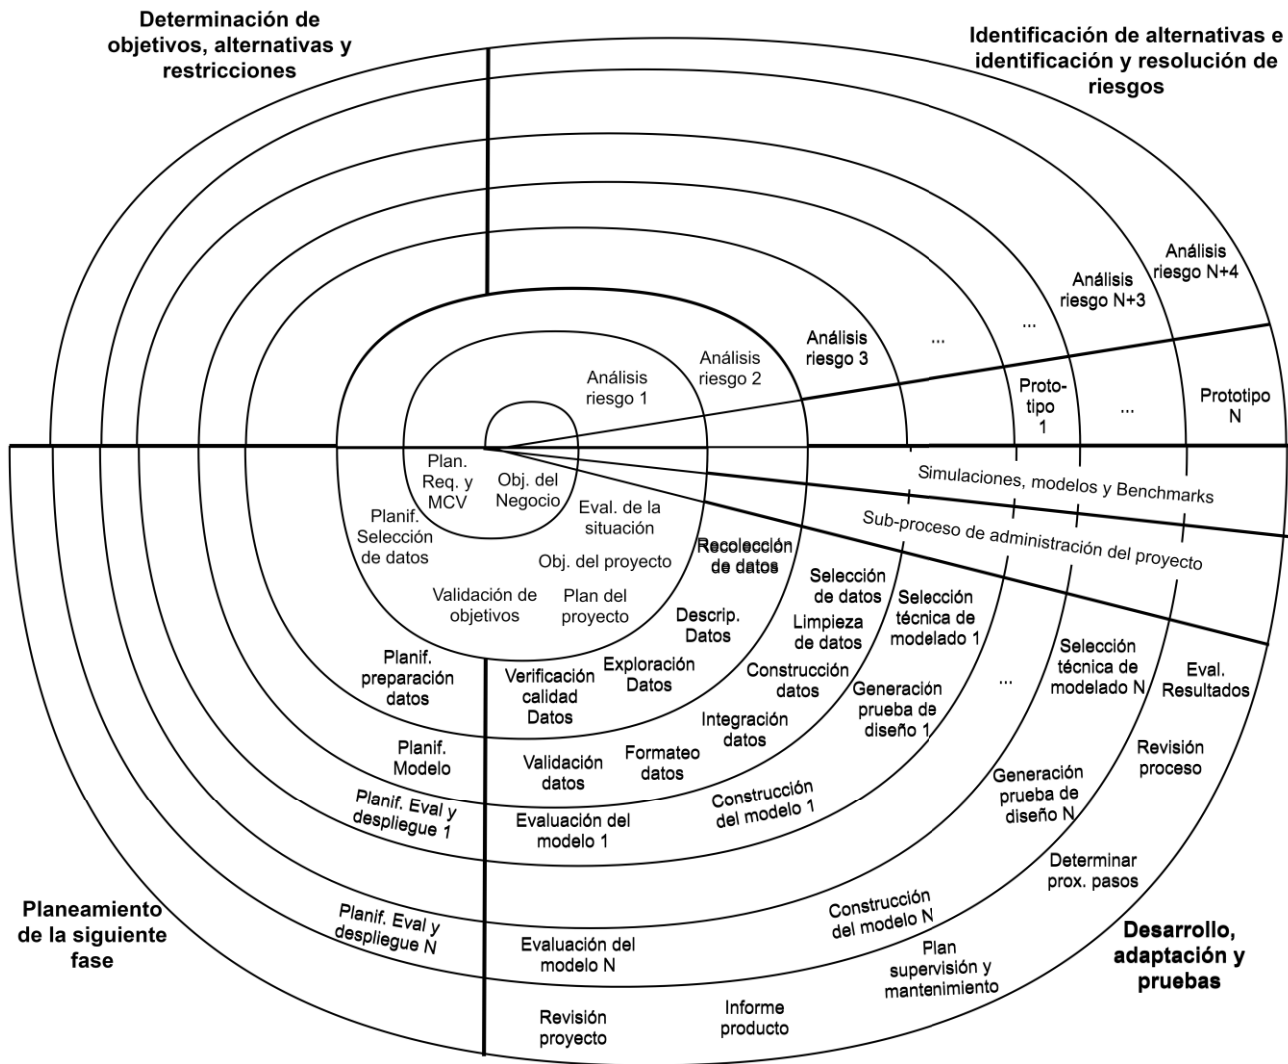 Determinación de
objetivos, alternativas y
restricciones
Identificación de alternativas e
identificación y resolución de
riesgos
Análisis
riesgo N+4
Análisis
riesgo N+3
...
...
Análisis
riesgo 3
Análisis
riesgo 2
Análisis
riesgo 1
Proto-
tipo
1
...
Prototipo
N
Simulaciones, modelos y Benchmarks
Sub-proceso de administración del proyecto
Plan.
Req. y
MCV
Obj. del
Negocio
Planif.
Selección
de datos
Eval. de la
situación
Obj. del proyecto
Plan del
proyecto
Validación de
objetivos
Recolección
de datos
Descrip.
Datos
Exploración
Datos
Verificación
calidad
Datos
Planif.
preparación
datos
Selección
de datos
Limpieza
de datos
Construcción
datos
Integración
datos
Formateo
datos
Validación
datos
Planif.
Modelo
Selección
técnica de
modelado 1
Generación
prueba de
diseño 1
Construcción
del modelo 1
Evaluación del
modelo 1
Planif. Eval y
despliegue 1
...
Selección
técnica de
modelado N
Generación
prueba de
diseño N
Construcción
del modelo N
Evaluación del
modelo N
Planif. Eval y
despliegue N
Eval.
Resultados
Revisión
proceso
Determinar
prox. pasos
Plan
supervisión y
mantenimiento
Informe
producto
Revisión
proyecto
Planeamiento
de la siguiente
fase
Desarrollo,
adaptación y
pruebas